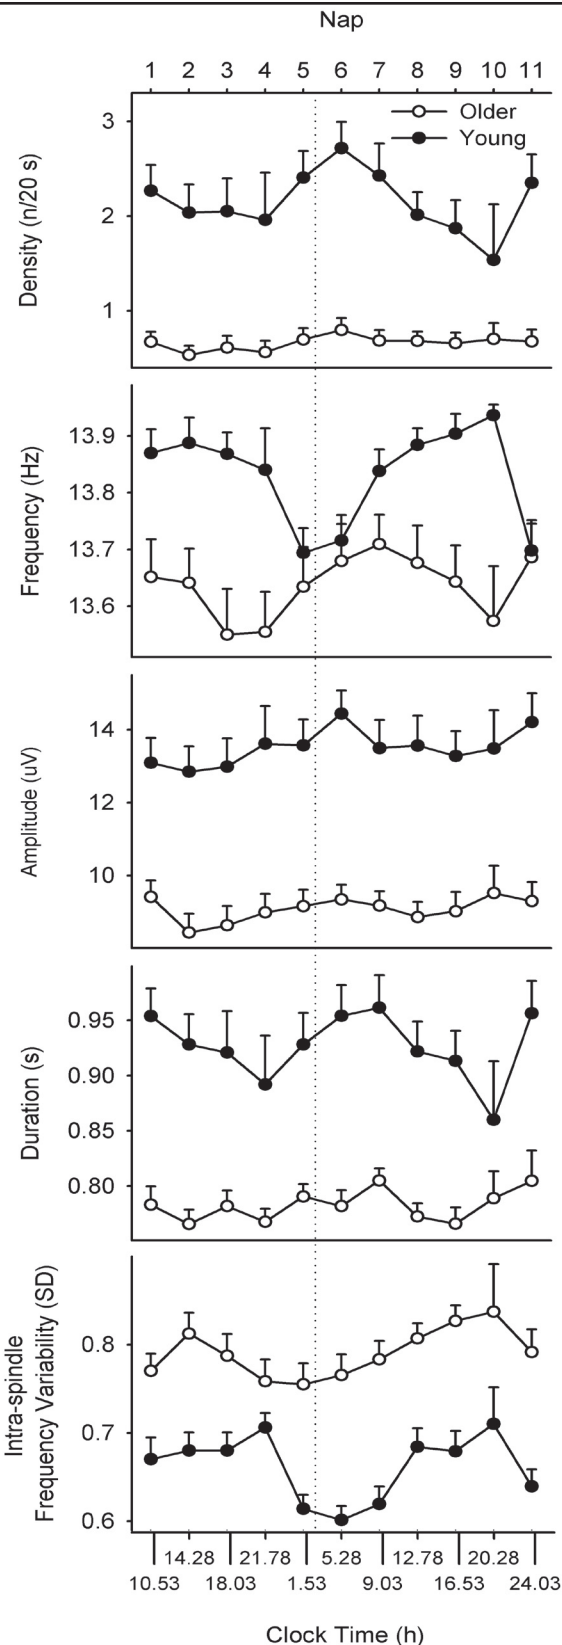 Nap
1 2 3 4 5 6 7 8 9 10 11
Older
Young
Density (n/20 s)
3
2
1
Frequency (Hz)
13.9
13.8
13.7
13.6
Amplitude (uV)
14
12
10
Duration (s)
0.95
0.90
0.85
0.80
Intra-spindle
Frequency Variability (SD)
0.8
0.7
0.6
14.28 21.78 5.28 12.78 20.28
10.53 18.03 1.53 9.03 16.53 24.03
Clock Time (h)